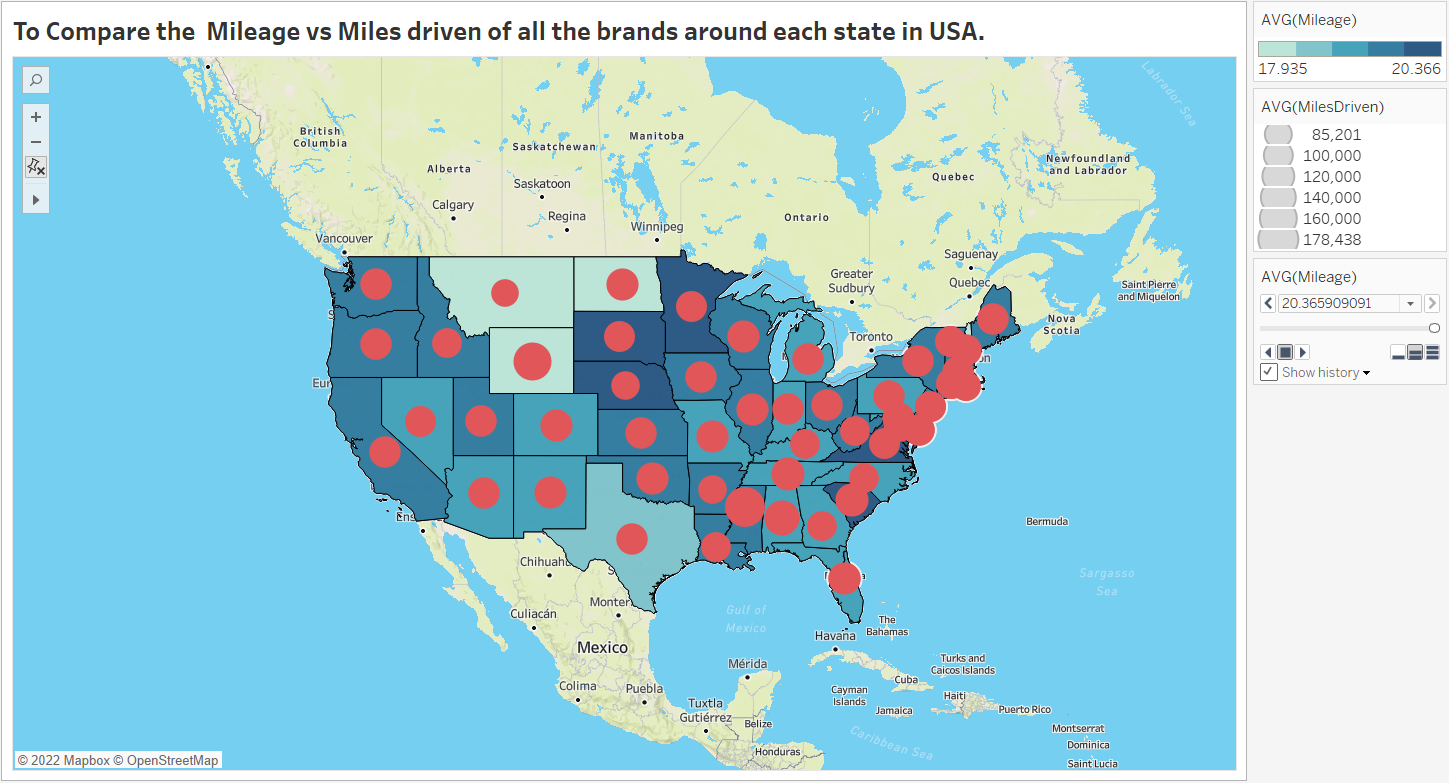 To Compare the  Mileage vs Miles driven of all the brands around each state in USA.
British
Columbia
Alberta
Calgary
Saskatchewan
Saskatoon
Regina
Manitoba
Winnipeg
Vancouver
Ontario
Quebec
Newfoundland
and Labrador
Labrador Sea
Saguenay
Quebec
Greater
Sudbury
Toronto
Saint Pierre
and Miquelon
Nova
Scotia
Bermuda
Sargasso
Sea
Gulf of
Mexico
Monter
Culiacán
Mexico
Colima
Puebla
Mérida
Tuxtla
Gutiérrez
Belize
Honduras
Havana
The
Bahamas
Turks and
Caicos Islands
Cuba
Cayman
Islands
Haiti
Jamaica
Puerto Rico
Montserrat
Dominica
Saint Lucia
Caribbean Sea
© 2022 Mapbox © OpenStreetMap
AVG(Mileage)
17.935 20.366
AVG(MilesDriven)
85,201
100,000
120,000
140,000
160,000
178,438
AVG(Mileage)
20.365909091
Show history